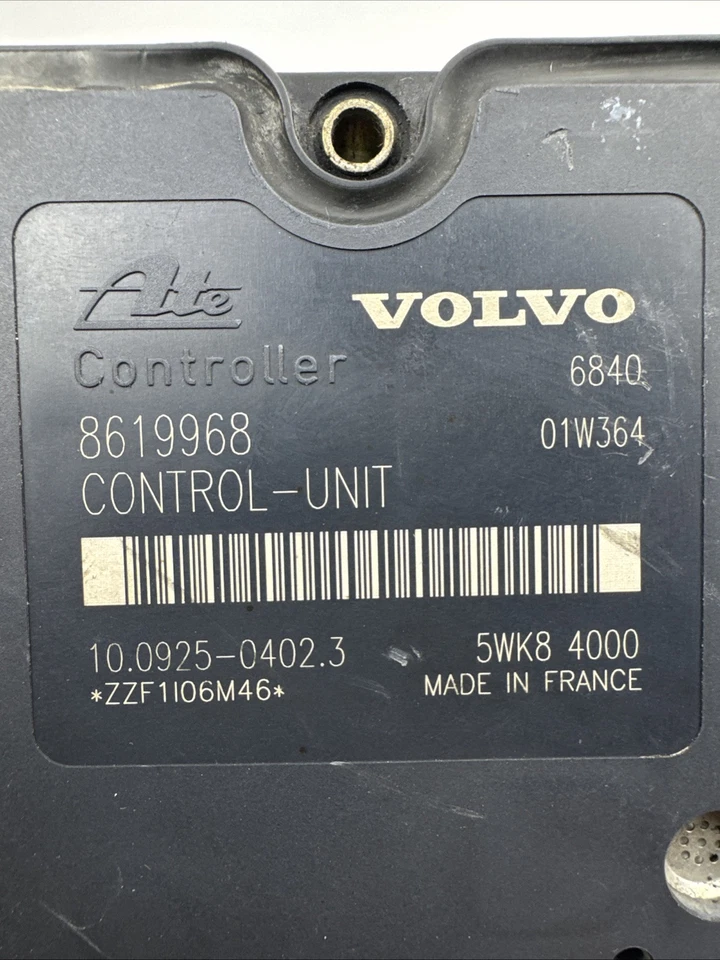 Ate VOLVO
Controller 6840
8619968 01W364
CONTROL-UNIT
10.0925-0402.3 5WK8 4000
*ZZF1I06M46* MADE IN FRANCE